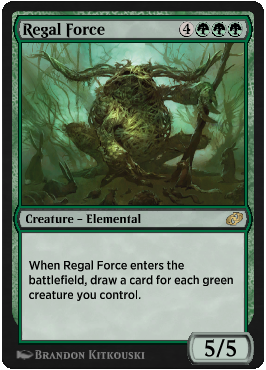 Regal Force 4
Creature – Elemental
When Regal Force enters the
battlefield, draw a card for each green
creature you control.
Brandon Kitkouski
5/5